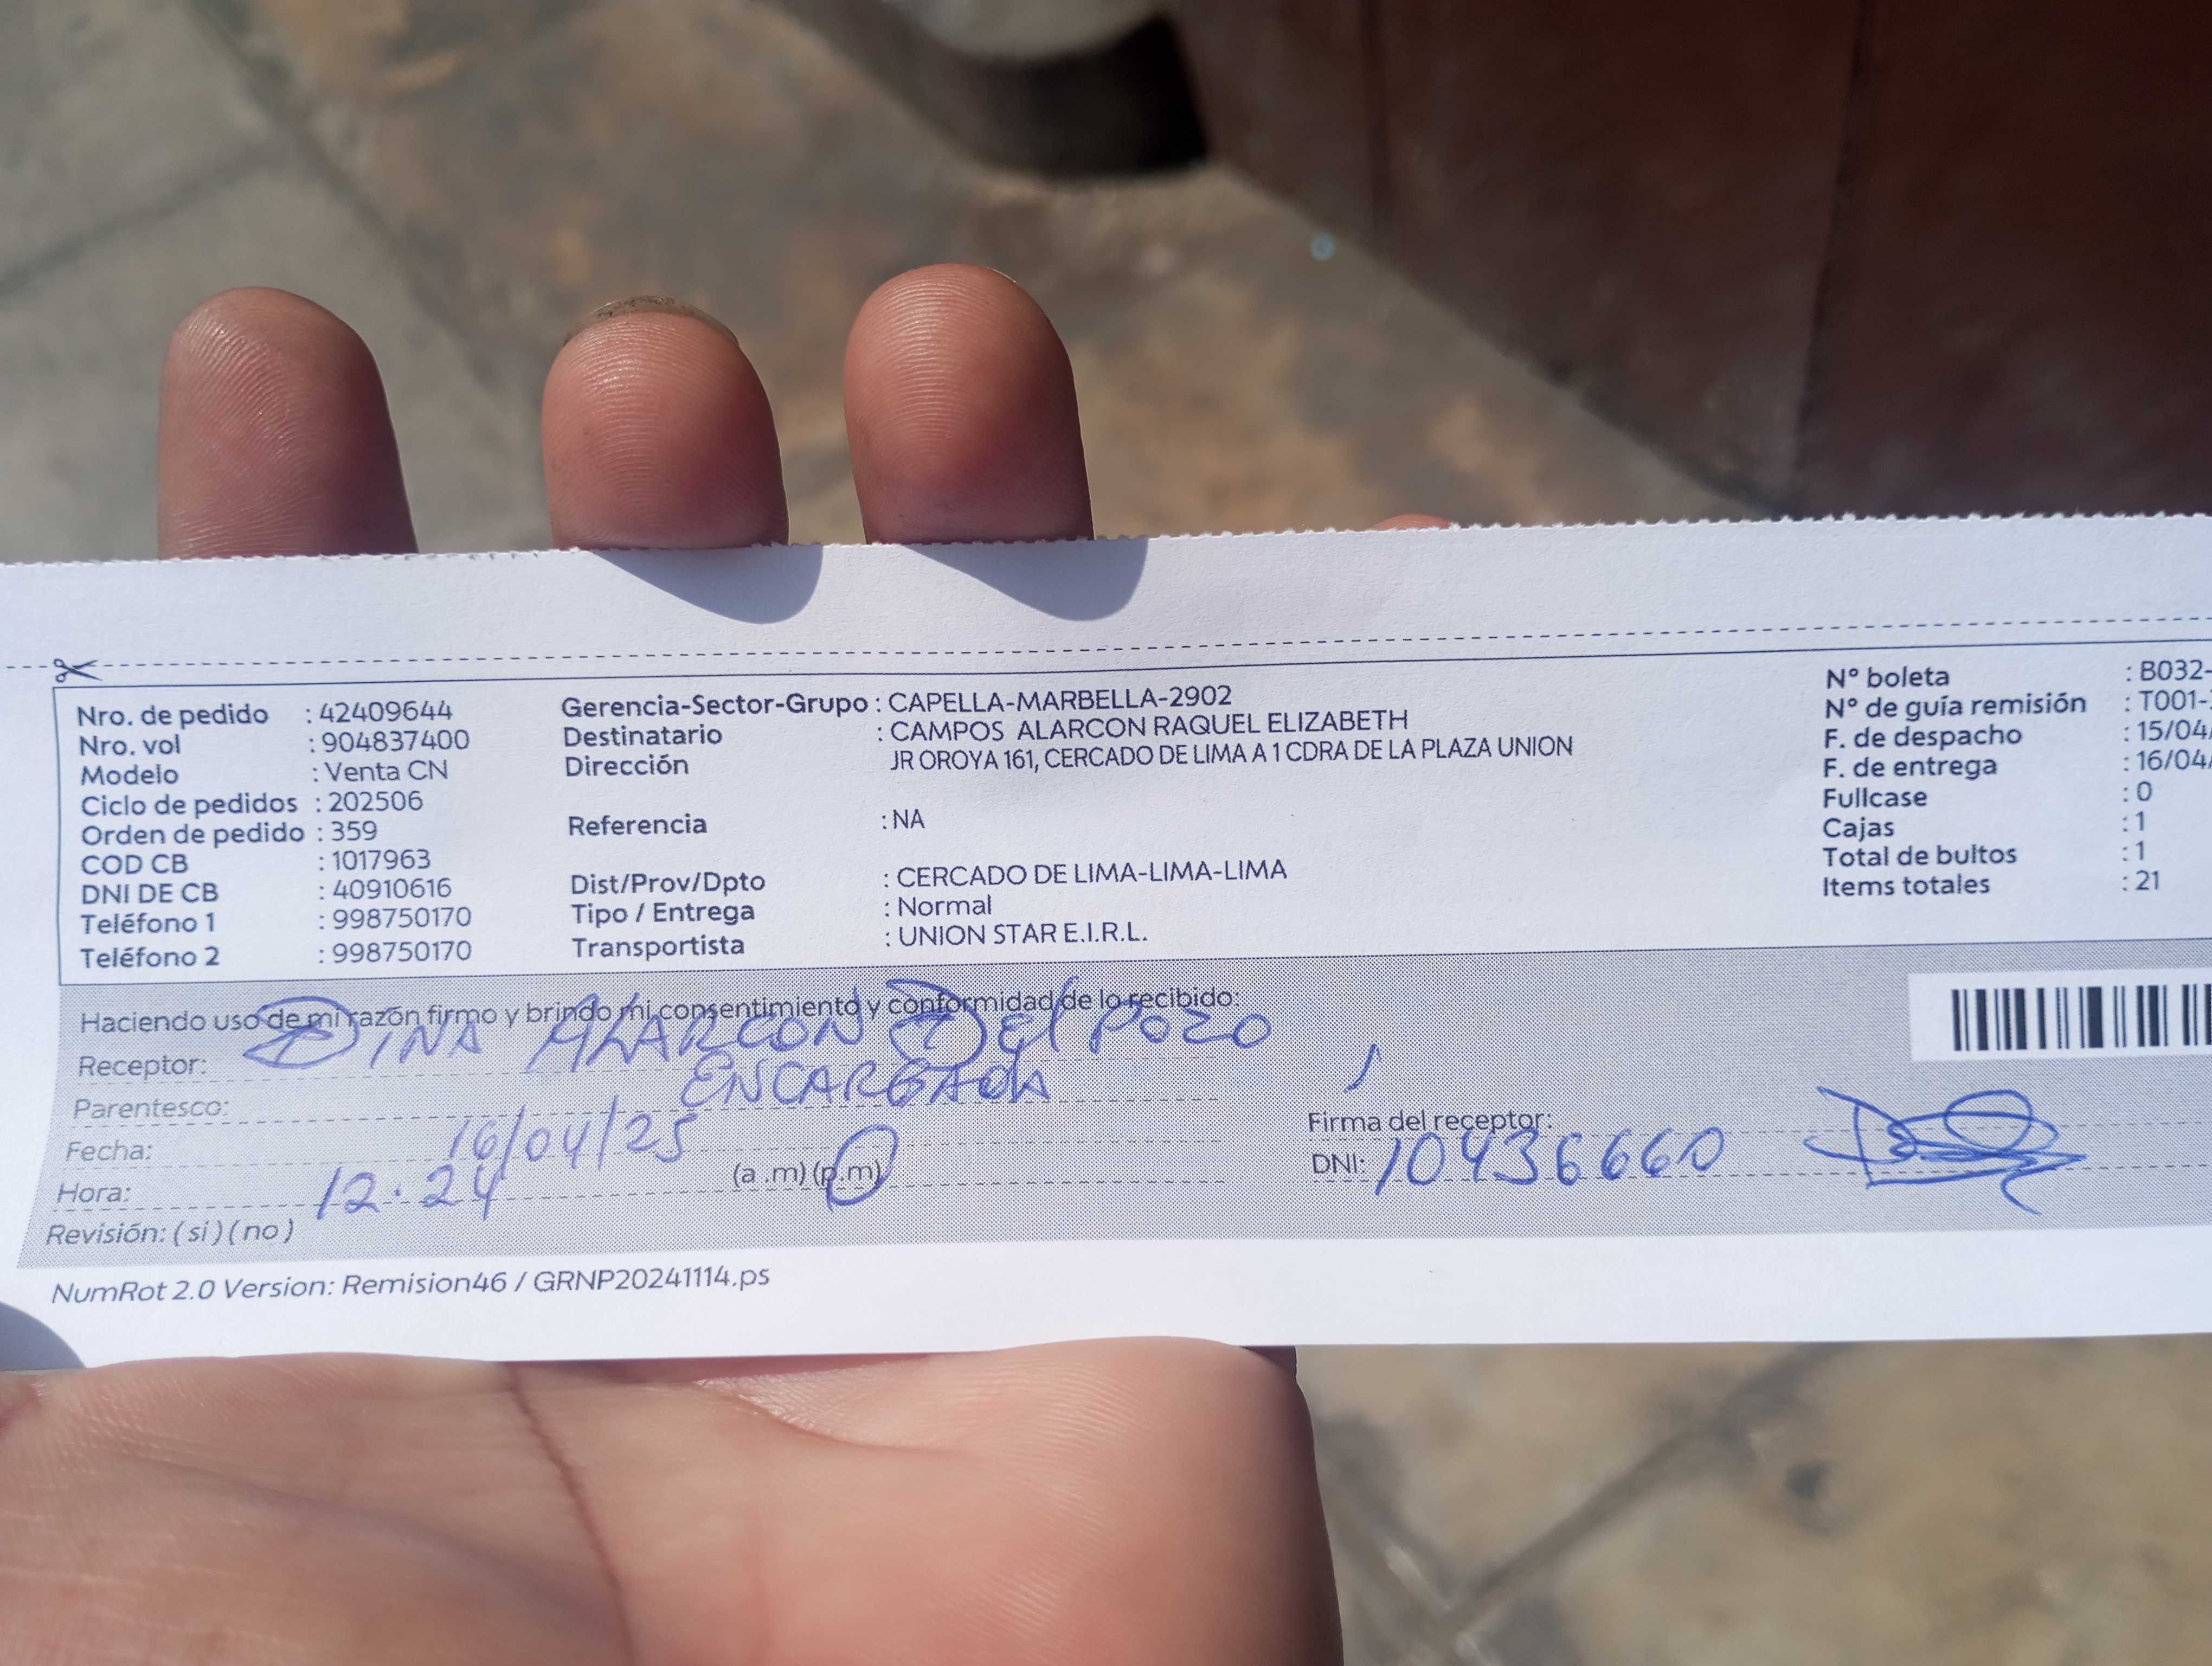 Nro. de pedido : 42409644
Nro. vol : 904837400
Modelo : Venta CN
Ciclo de pedidos : 202506
Orden de pedido : 359
COD CB : 1017963
DNI DE CB : 40910616
Teléfono 1 : 998750170
Teléfono 2 : 998750170
Gerencia-Sector-Grupo : CAPELLA-MARBELLA-2902
Destinatario : CAMPOS ALARCON RAQUEL ELIZABETH
Dirección JR OROYA 161, CERCADO DE LIMA A 1 CDRA DE LA PLAZA UNION
Referencia : NA
Dist/Prov/Dpto : CERCADO DE LIMA-LIMA-LIMA
Tipo / Entrega : Normal
Transportista : UNION STAR E.I.R.L.
N° boleta : B032-
N° de guía remisión : T001-
F. de despacho : 15/04/
F. de entrega : 16/04/
Fullcase : 0
Cajas : 1
Total de bultos : 1
Items totales : 21
Haciendo uso de mi razón firmo y brindo mi consentimiento y conformidad de lo recibido:
Receptor: DINA ALARCON Del Pozo
Parentesco: ENCARGADA
Fecha: 16/04/25
Hora: 12.24 (a .m) (p.m)
Revisión: ( si ) ( no )
Firma del receptor:
DNI: 10436660
NumRot 2.0 Version: Remision46 / GRNP20241114.ps